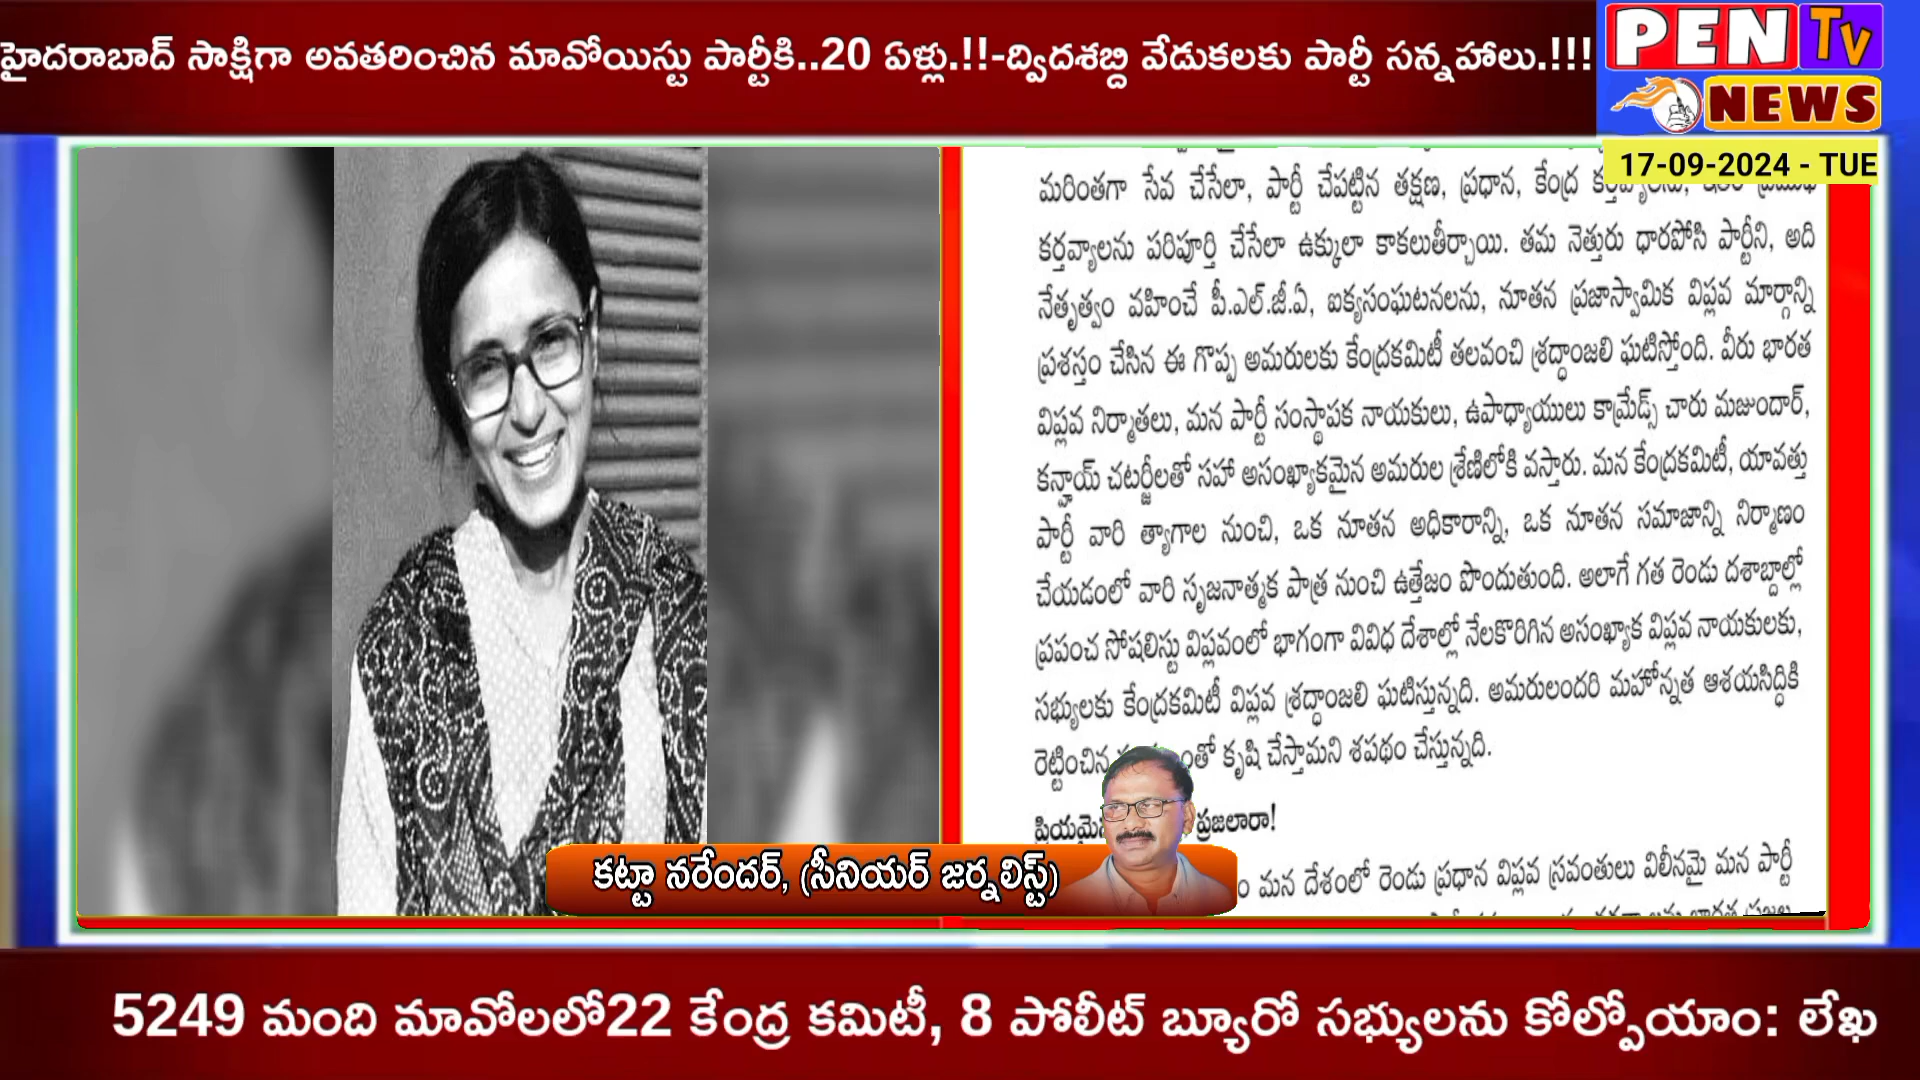 హైదరాబాద్ సాక్షిగా అవతరించిన మావోయిస్టు పార్టీకి..20 ఏళ్లు.!!-ద్విదశబ్ది వేడుకలకు పార్టీ సన్నహాలు.!!!
PEN TV
NEWS
17-09-2024 - TUE
మరింతగా సేవ చేసేలా, పార్టీ చేపట్టిన తక్షణ, ప్రధాన, కేంద్ర
కర్తవ్యాలను పరిపూర్తి చేసేలా ఉక్కులా కాకలుతీర్చాయి. తమ నెత్తురు ధారపోసి పార్టీని, అది
నేతృత్వం వహించే పీ.ఎల్.జీ.ఏ, ఐక్యసంఘటనలను, నూతన ప్రజాస్వామిక విప్లవ మార్గాన్ని
ప్రశస్తం చేసిన ఈ గొప్ప అమరులకు కేంద్రకమిటీ తలవంచి శ్రద్ధాంజలి ఘటిస్తోంది. వీరు భారత
విప్లవ నిర్మాతలు, మన పార్టీ సంస్థాపక నాయకులు, ఉపాధ్యాయులు కామ్రేడ్స్ చారు మజుందార్,
కన్హాయ్ చటర్జీలతో సహా అసంఖ్యాకమైన అమరుల శ్రేణిలోకి వస్తారు. మన కేంద్రకమిటీ, యావత్తు
పార్టీ వారి త్యాగాల నుంచి, ఒక నూతన అధికారాన్ని, ఒక నూతన సమాజాన్ని నిర్మాణం
చేయడంలో వారి సృజనాత్మక పాత్ర నుంచి ఉత్తేజం పొందుతుంది. అలాగే గత రెండు దశాబ్దాల్లో
ప్రపంచ సోషలిస్టు విప్లవంలో భాగంగా వివిధ దేశాల్లో నేలకొరిగిన అసంఖ్యాక విప్లవ నాయకులకు,
సభ్యులకు కేంద్రకమిటీ విప్లవ శ్రద్ధాంజలి ఘటిస్తున్నది. అమరులందరి మహోన్నత ఆశయసిద్ధికి
రెట్టించిన కృషి చేస్తామని శపథం చేస్తున్నది.
ప్రజలారా!
మన దేశంలో రెండు ప్రధాన విప్లవ స్రవంతులు విలీనమై మన పార్టీ
కట్టా నరేందర్, (సీనియర్ జర్నలిస్ట్)
5249 మంది మావోలలో22 కేంద్ర కమిటీ, 8 పోలీట్ బ్యూరో సభ్యులను కోల్పోయాం: లేఖ